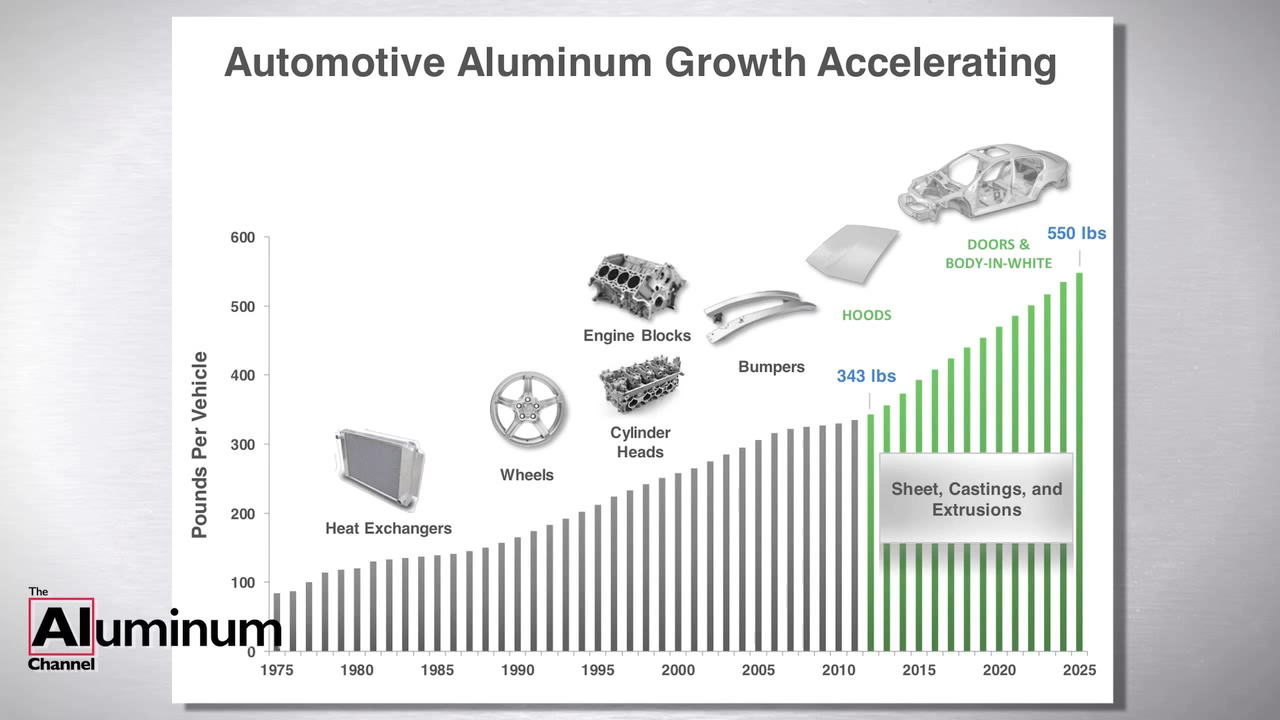 Automotive Aluminum Growth Accelerating
600
500
400
300
200
100
0
Pounds Per Vehicle
550 lbs
DOORS &
BODY-IN-WHITE
HOODS
Engine Blocks
Bumpers
343 lbs
Cylinder
Heads
Wheels
Heat Exchangers
Sheet, Castings, and
Extrusions
1975 1980 1985 1990 1995 2000 2005 2010 2015 2020 2025
The
Aluminum
Channel